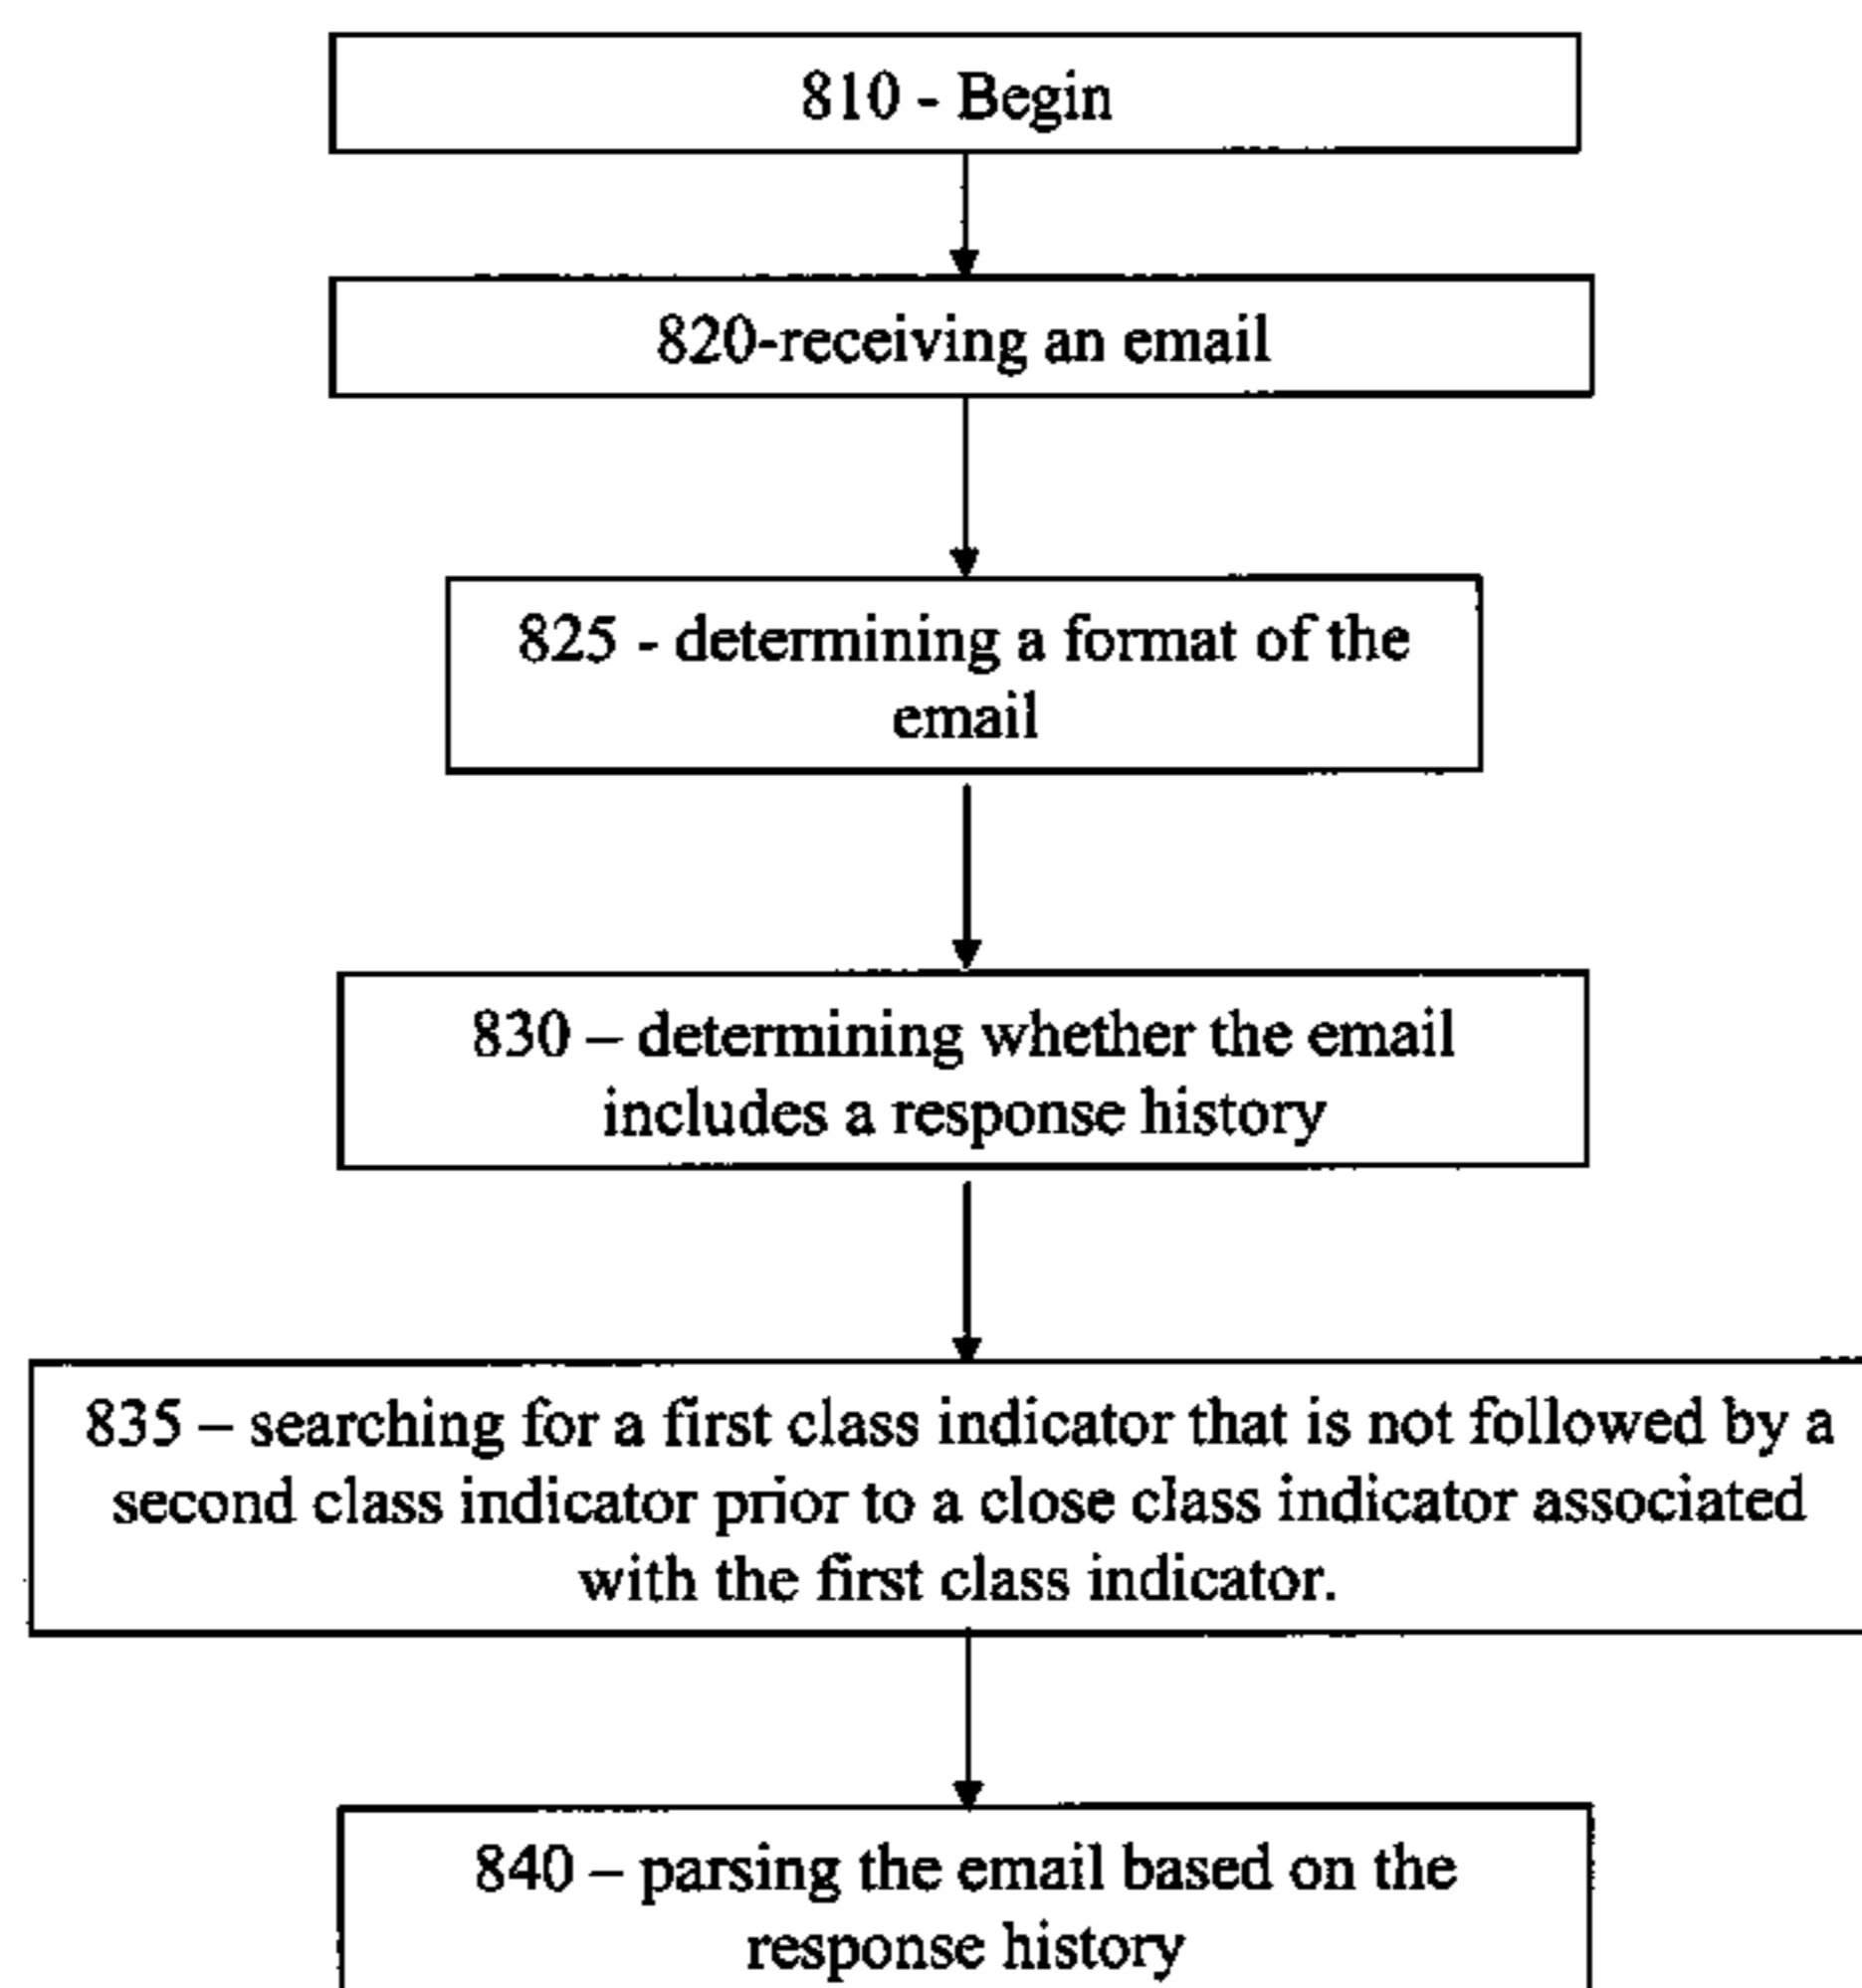 810 - Begin
820-receiving an email
825 - determining a format of the
email
830 – determining whether the email
includes a response history
835 – searching for a first class indicator that is not followed by a
second class indicator prior to a close class indicator associated
with the first class indicator.
840 – parsing the email based on the
response history